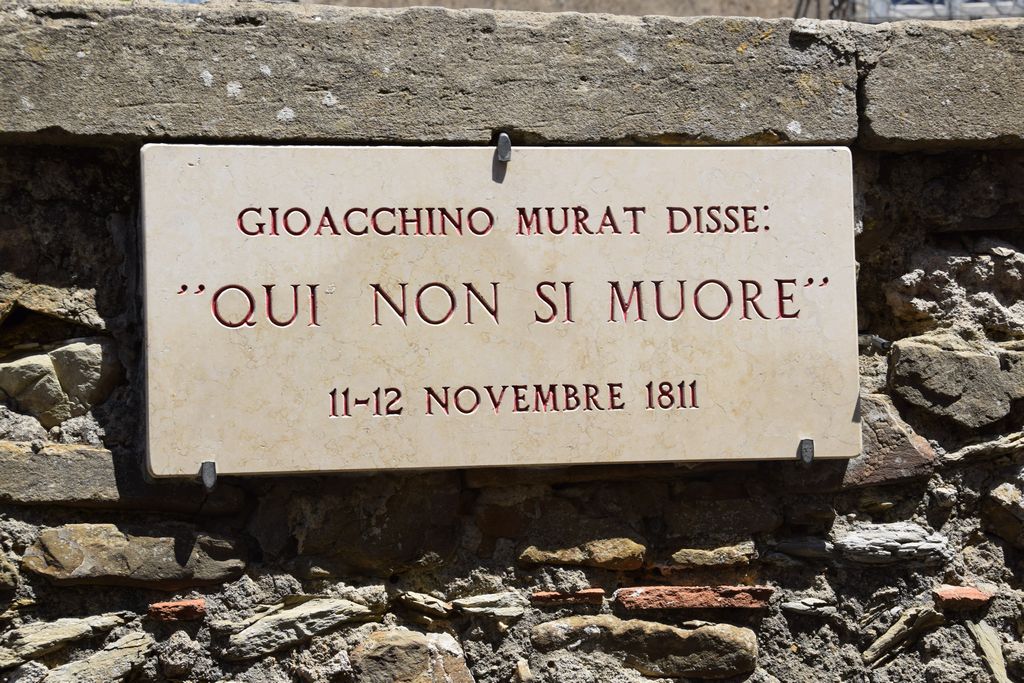 GIOACCHINO MURAT DISSE:
"QUI NON SI MUORE"
11-12 NOVEMBRE 1811